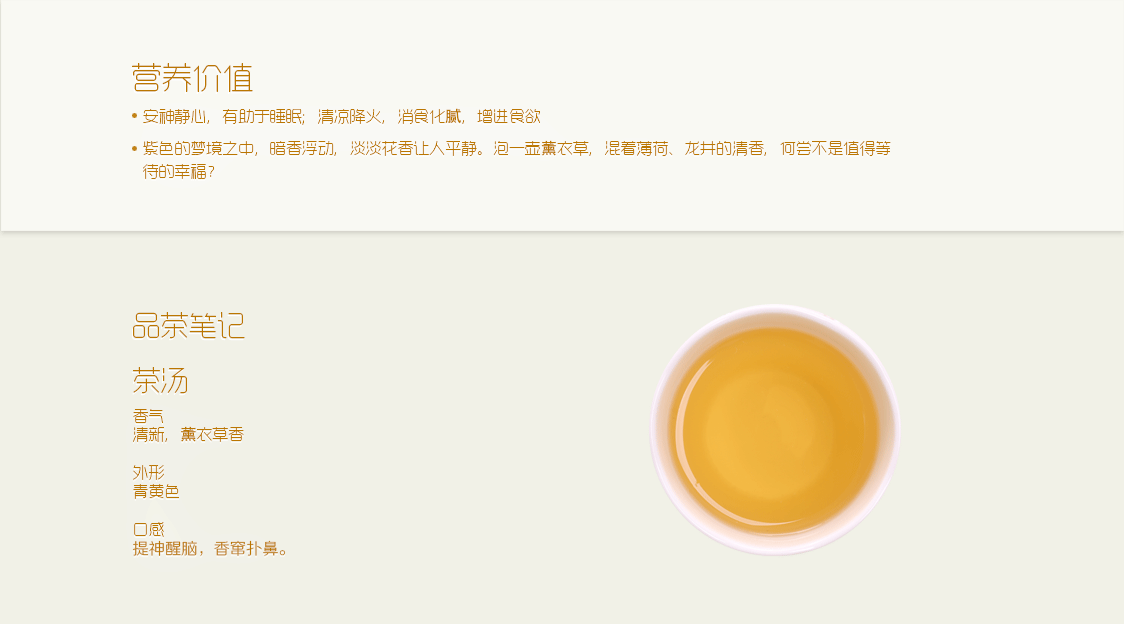 营养价值
• 安神静心，有助于睡眠；清凉降火，消食化腻，增进食欲
• 紫色的梦境之中，暗香浮动，淡淡花香让人平静。泡一壶薰衣草，混着薄荷、龙井的清香，何尝不是值得等
待的幸福？
品茶笔记
茶汤
香气
清新，薰衣草香
外形
青黄色
口感
提神醒脑，香窜扑鼻。